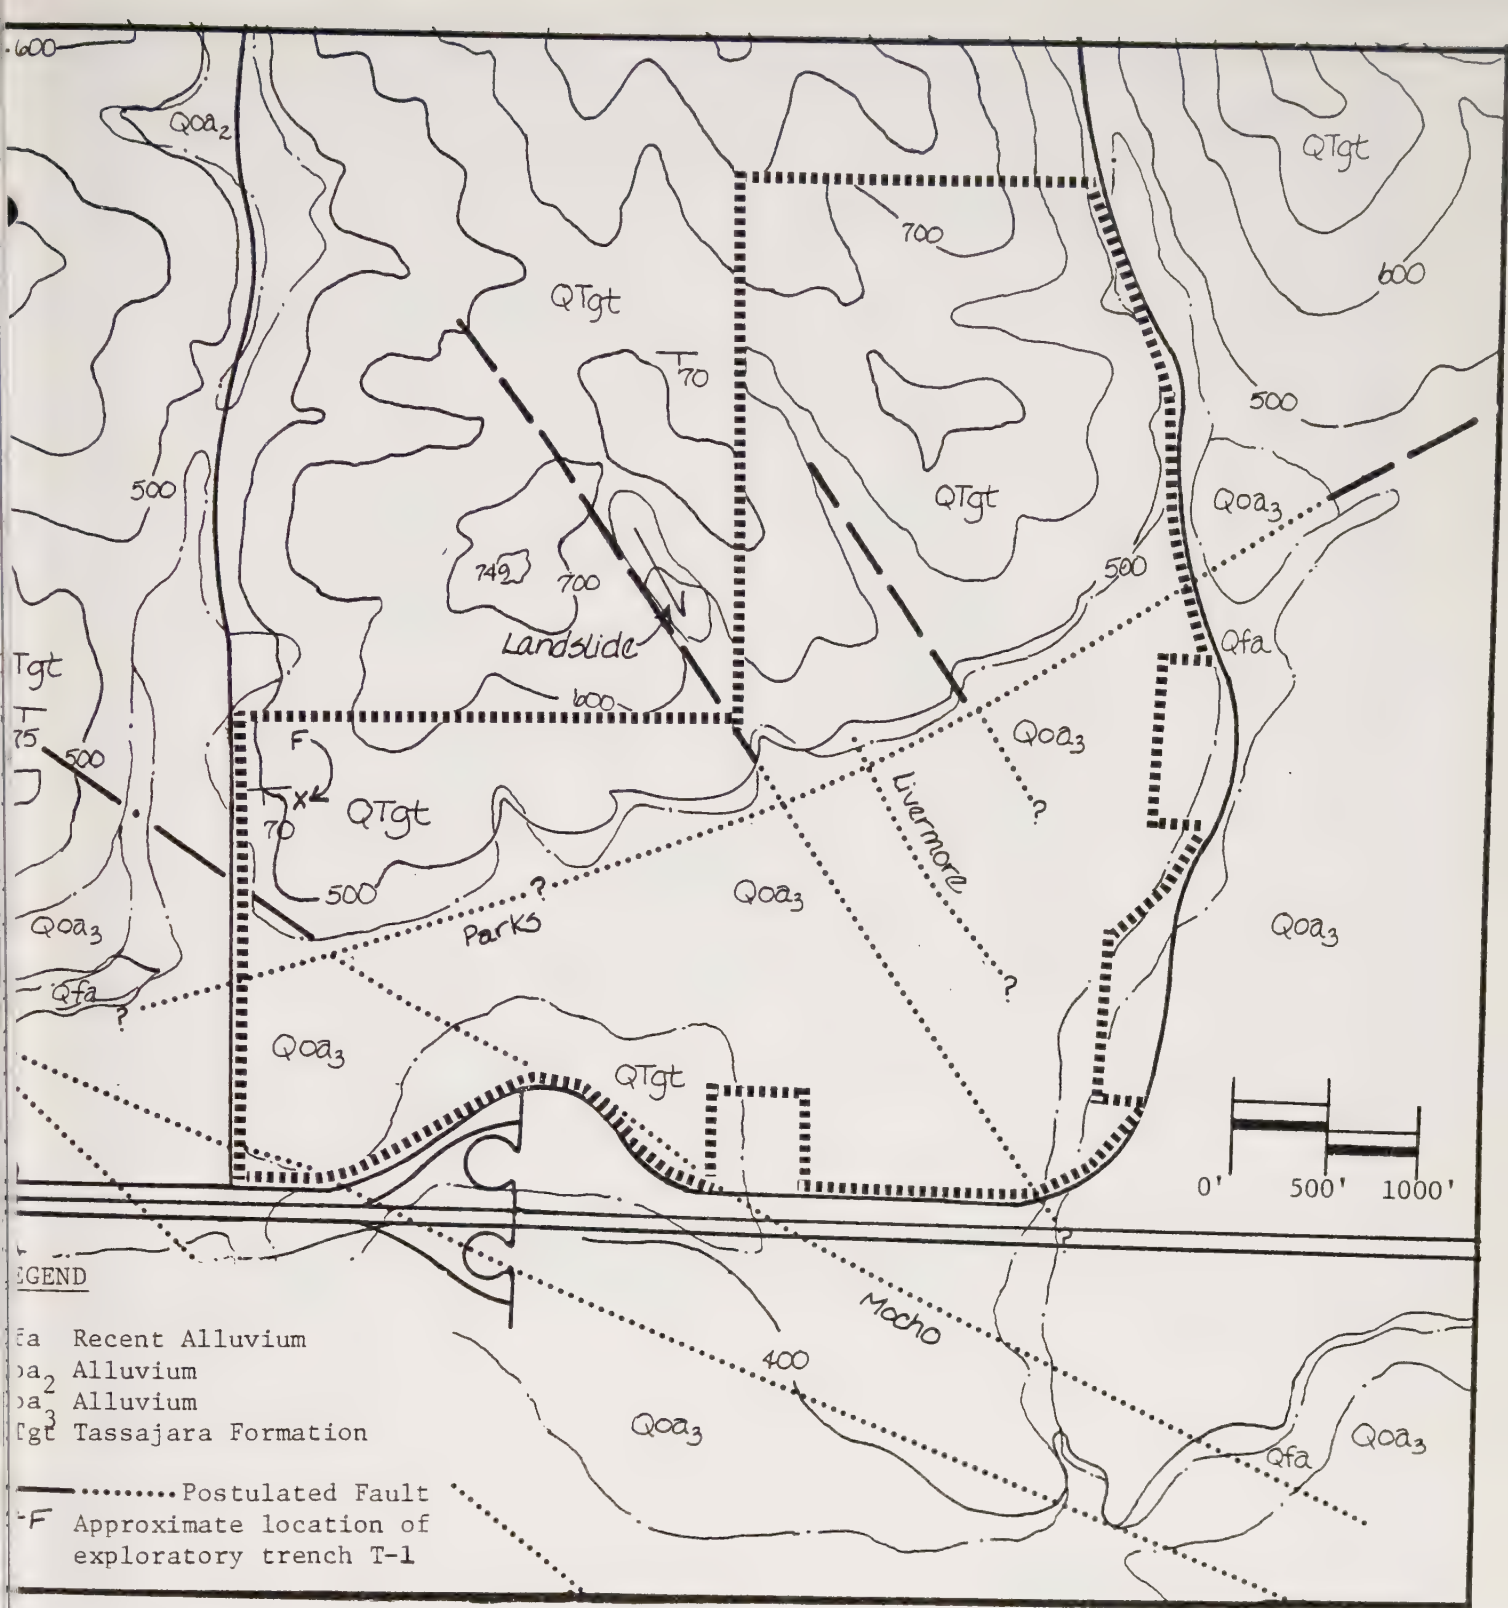 600
Qoa2
QTgt
700
600
QTgt
70
500
500
QTgt
Qoa3
749
700
500
Landslide
Qfa
Tgt
600
75
500
F
Qoa3
X
70
QTgt
Livermore
?
500
?
Qoa3
Qoa3
Parks
Qoa3
Qfa
?
?
Qoa3
QTgt
0' 500' 1000'
?
EGEND
Mocho
fa Recent Alluvium
oa2 Alluvium
400
oa3 Alluvium
Tgt Tassajara Formation
Qoa3
Qoa3
Qfa
Postulated Fault
-F Approximate location of
exploratory trench T-1